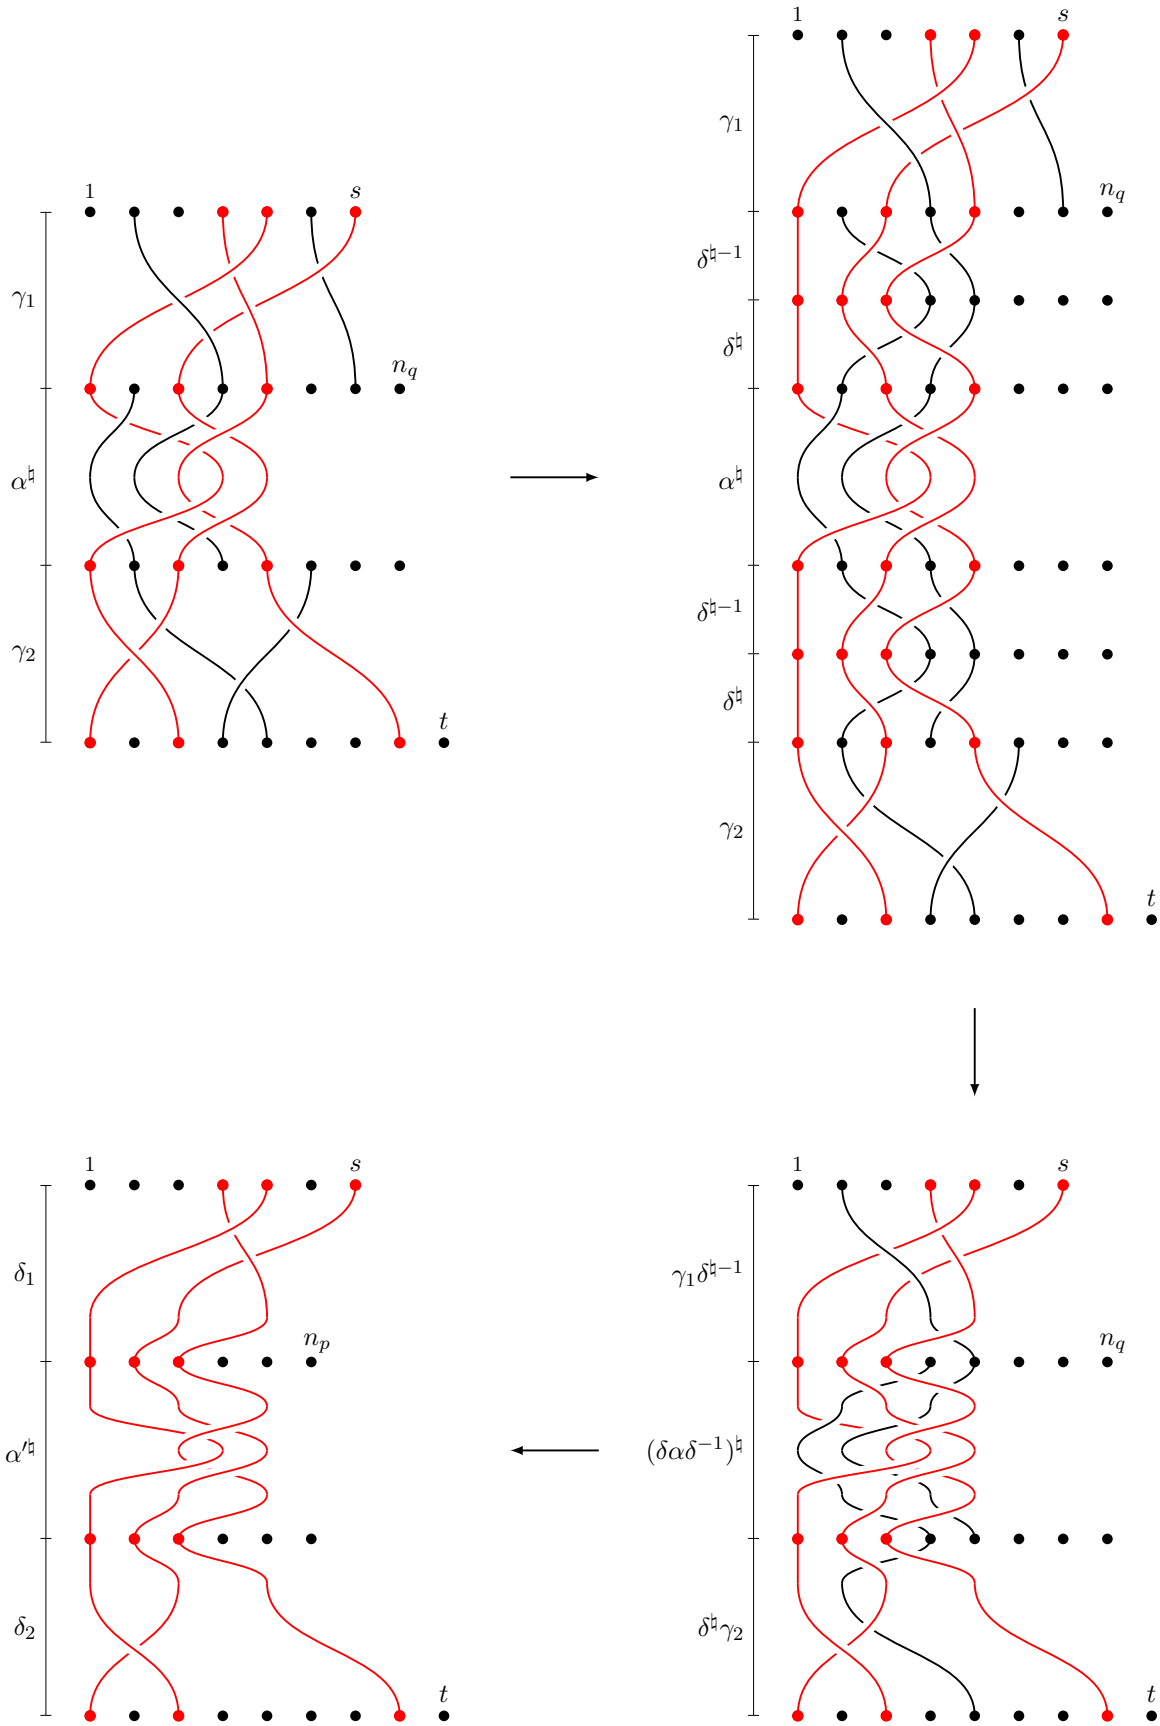 1 s
γ₁
n_q
α^♮
γ₂
t
1 s
γ₁
n_q
δ^{♮−1}
δ^♮
α^♮
δ^{♮−1}
δ^♮
γ₂
t
1 s
δ₁
n_p
α′^♮
δ₂
t
1 s
γ₁δ^{♮−1}
n_q
(δαδ^{−1})^♮
δ^♮γ₂
t